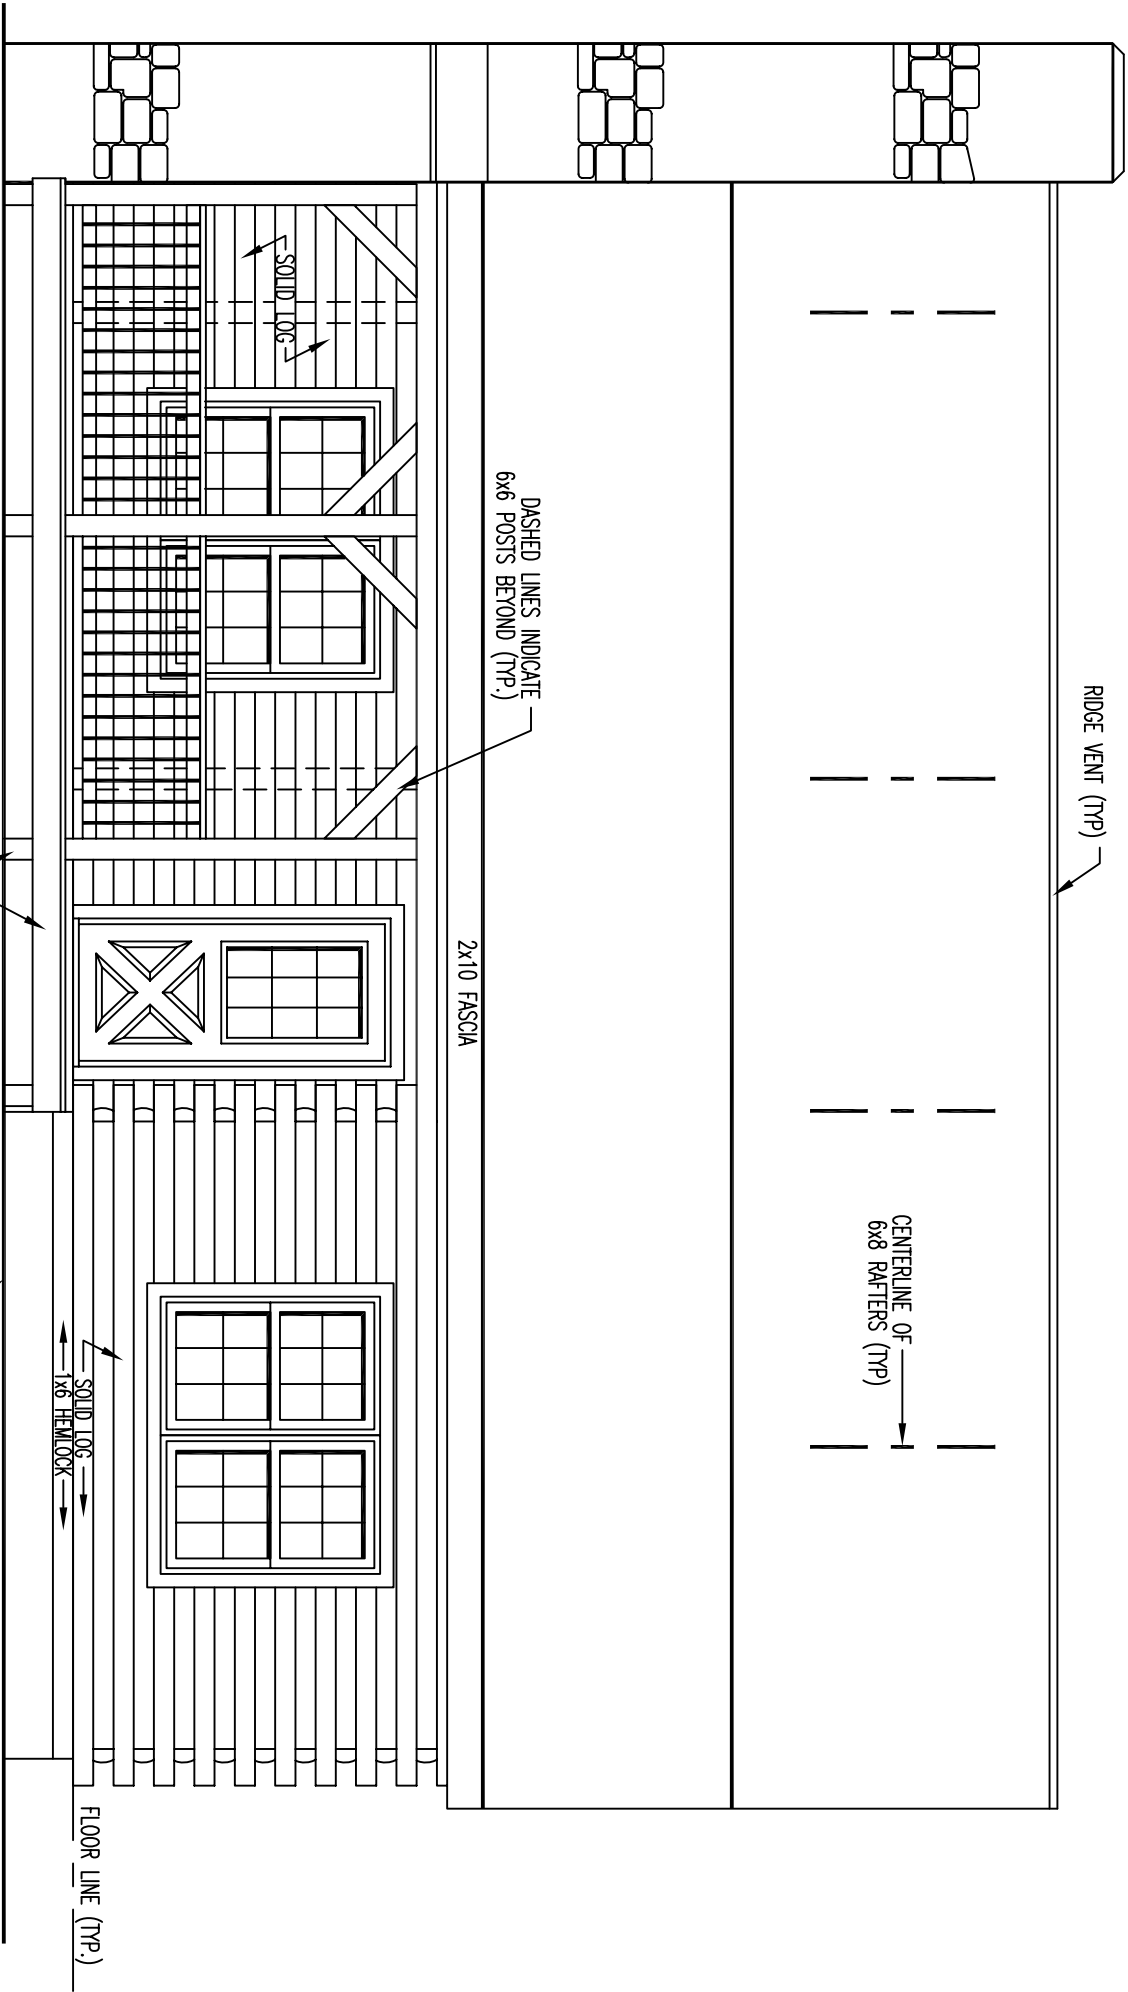 RIDGE VENT (TYP)
CENTERLINE OF
6x8 RAFTERS (TYP)
DASHED LINES INDICATE
6x6 POSTS BEYOND (TYP.)
2x10 FASCIA
SOLID LOG
SOLID LOG
1x6 HEMLOCK
FLOOR LINE (TYP.)